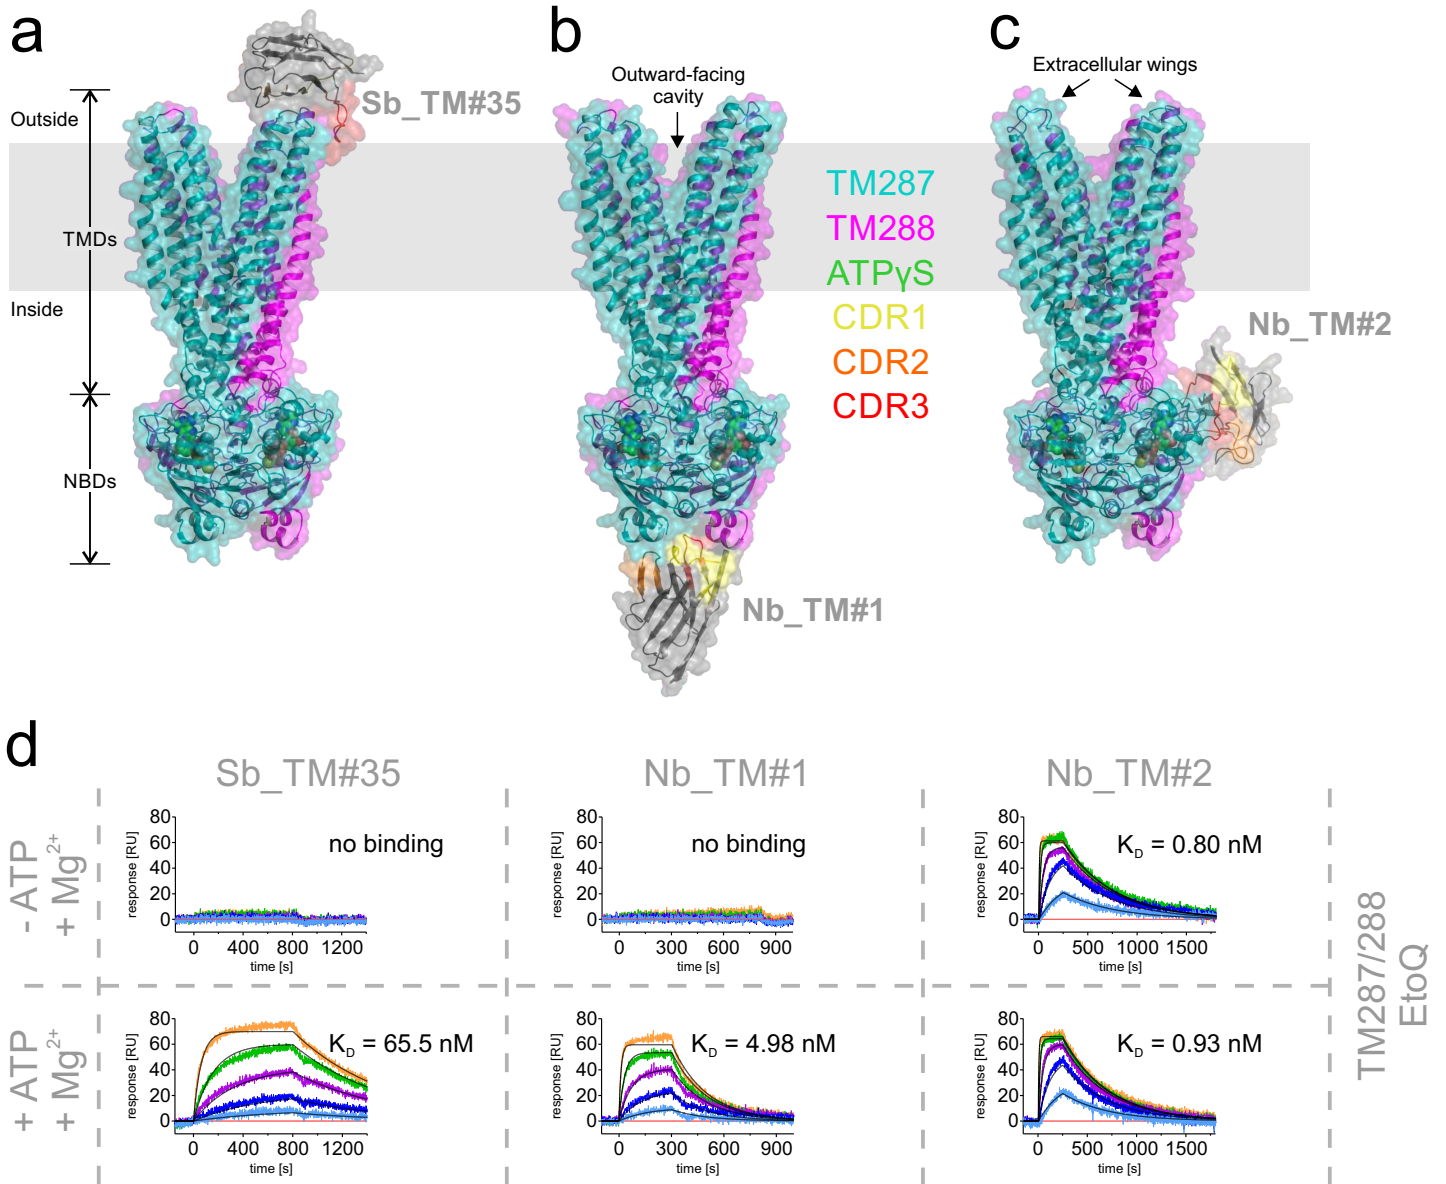 a
Outside
TMDs
Inside
NBDs
Sb_TM#35
b
Outward-facing
cavity
TM287
TM288
ATPγS
CDR1
CDR2
CDR3
Nb_TM#1
c
Extracellular wings
Nb_TM#2
d
Sb_TM#35
Nb_TM#1
Nb_TM#2
- ATP
+ Mg²⁺
response [RU]
80
60
40
20
0
no binding
0 400 800 1200
time [s]
response [RU]
80
60
40
20
0
no binding
0 300 600 900
time [s]
response [RU]
80
60
40
20
0
K_D = 0.80 nM
0 500 1000 1500
time [s]
+ ATP
+ Mg²⁺
response [RU]
80
60
40
20
0
K_D = 65.5 nM
0 400 800 1200
time [s]
response [RU]
80
60
40
20
0
K_D = 4.98 nM
0 300 600 900
time [s]
response [RU]
80
60
40
20
0
K_D = 0.93 nM
0 500 1000 1500
time [s]
TM287/288
EtoQ